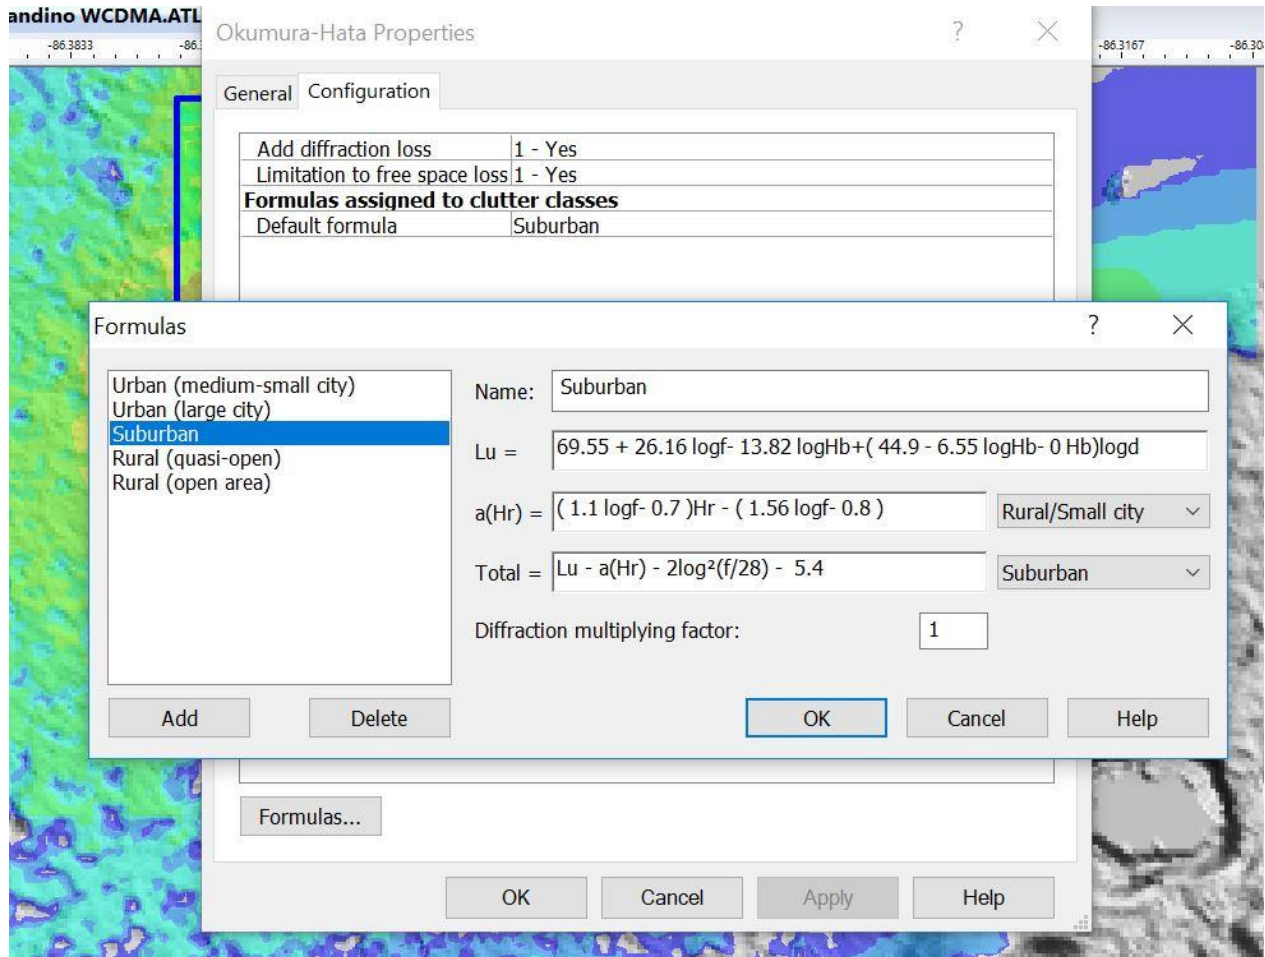 andino WCDMA.ATL
-86.3833
-86.3167
Okumura-Hata Properties
General Configuration
Add diffraction loss 1 - Yes
Limitation to free space loss 1 - Yes
Formulas assigned to clutter classes
Default formula Suburban
Formulas
Urban (medium-small city)
Urban (large city)
Suburban
Rural (quasi-open)
Rural (open area)
Name: Suburban
Lu = 69.55 + 26.16 logf- 13.82 logHb+( 44.9 - 6.55 logHb- 0 Hb)logd
a(Hr) = ( 1.1 logf- 0.7 )Hr - ( 1.56 logf- 0.8 ) Rural/Small city
Total = Lu - a(Hr) - 2log²(f/28) - 5.4 Suburban
Diffraction multiplying factor: 1
Add Delete OK Cancel Help
Formulas...
OK Cancel Apply Help